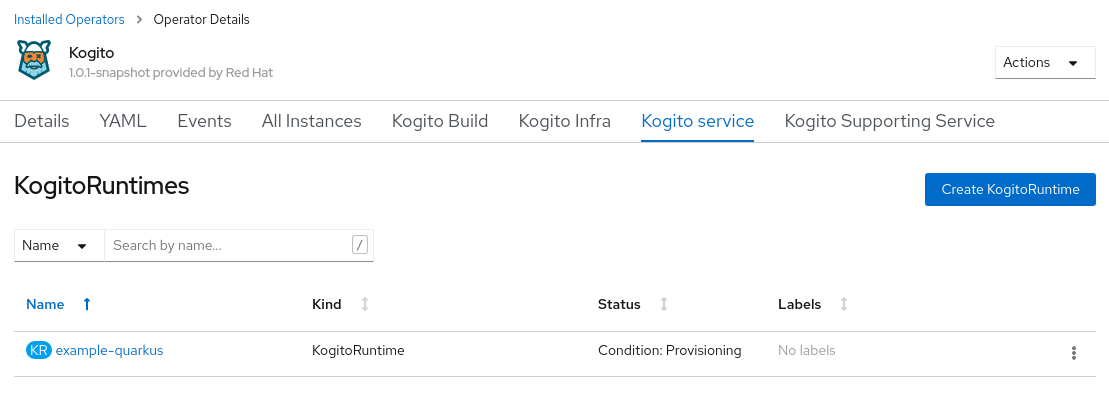 Installed Operators > Operator Details
Kogito
1.0.1-snapshot provided by Red Hat
Actions
Details YAML Events All Instances Kogito Build Kogito Infra Kogito service Kogito Supporting Service
KogitoRuntimes
Create KogitoRuntime
Name Search by name... /
Name Kind Status Labels
KR example-quarkus KogitoRuntime Condition: Provisioning No labels